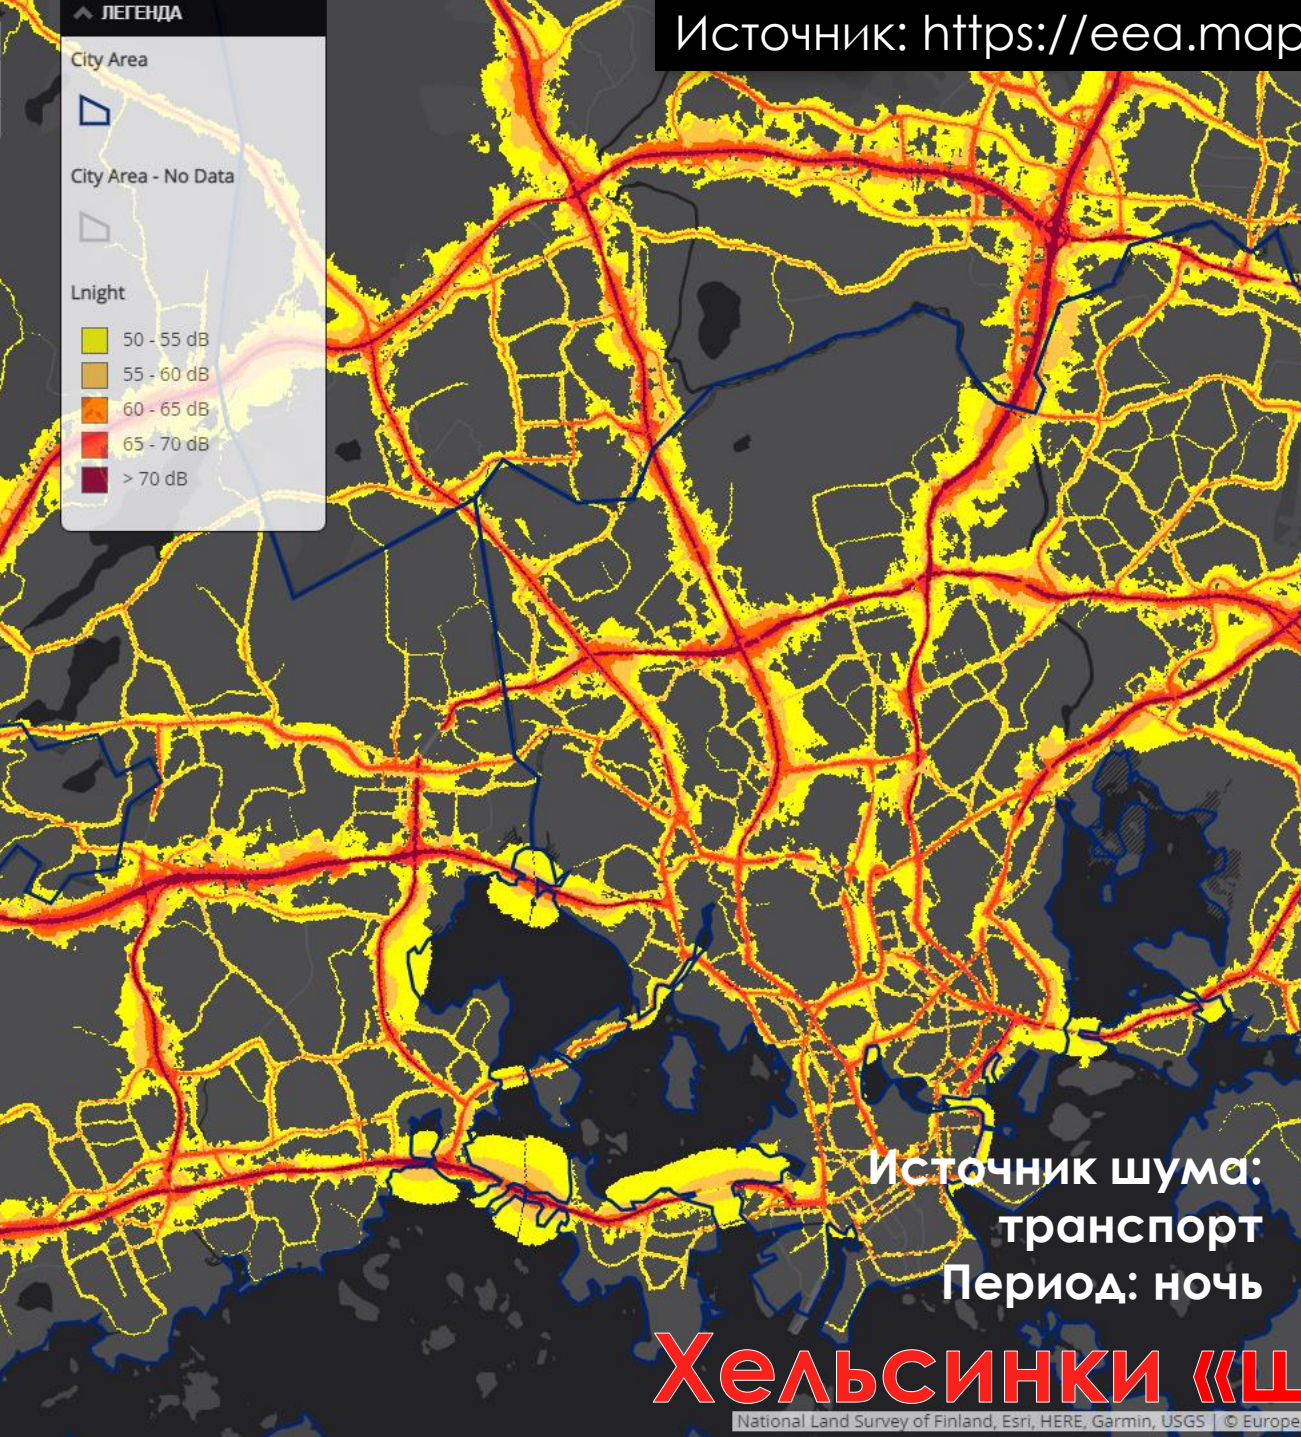 ЛЕГЕНДА
Источник: https://eea.map
City Area
City Area - No Data
Lnight
50 - 55 dB
55 - 60 dB
60 - 65 dB
65 - 70 dB
> 70 dB
Источник шума:
транспорт
Период: ночь
Хельсинки «ш
National Land Survey of Finland, Esri, HERE, Garmin, USGS | © Europe